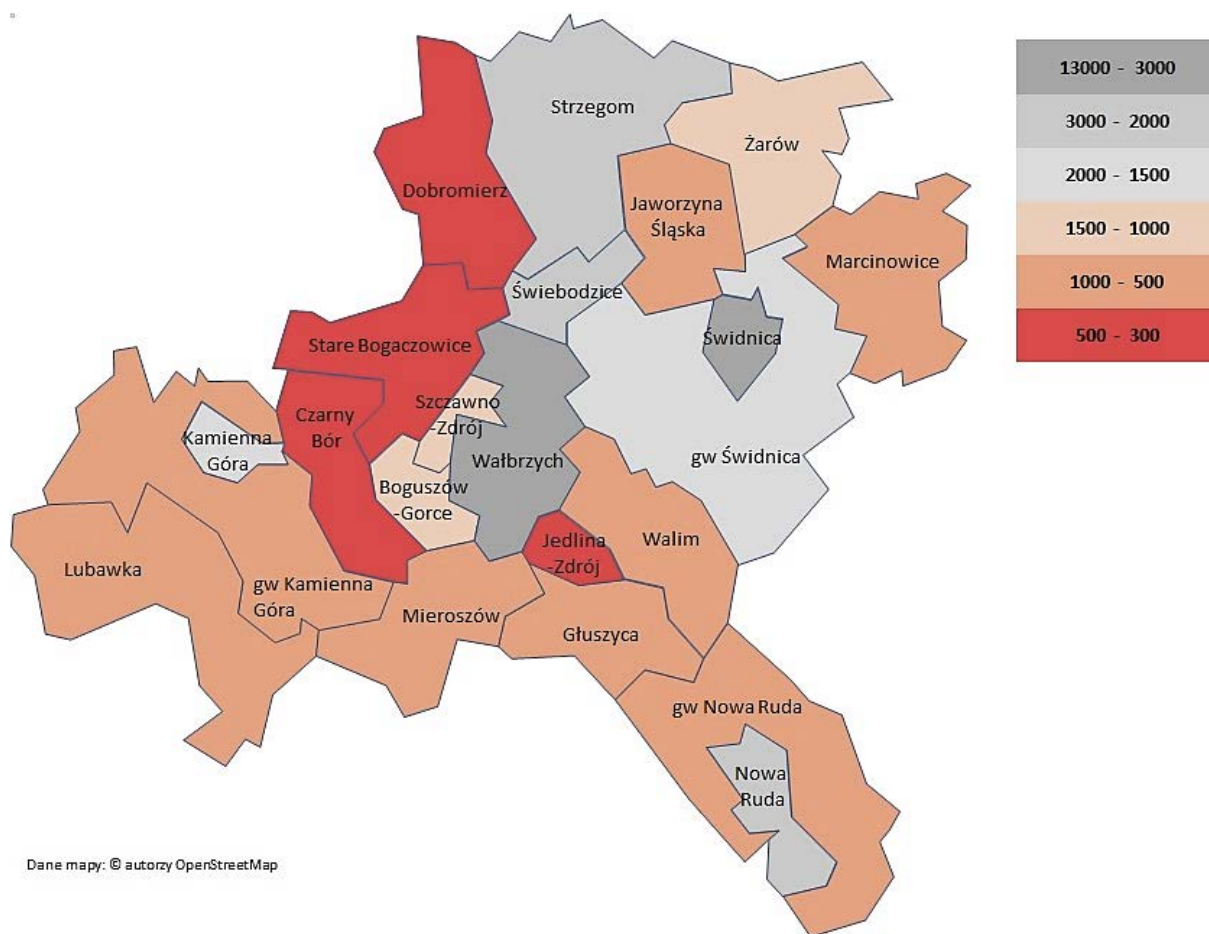 13000 - 3000
3000 - 2000
2000 - 1500
1500 - 1000
1000 - 500
500 - 300
Strzegom
Żarów
Dobromierz
Jaworzyna
Śląska
Marcinowice
Świebodzice
Świdnica
Stare Bogaczowice
Szczawno
-Zdrój
Czarny
Bór
Kamienna
Góra
Wałbrzych
gw Świdnica
Boguszów
-Gorce
Jedlina
-Zdrój
Walim
Lubawka
gw Kamienna
Góra
Mieroszów
Głuszyca
gw Nowa Ruda
Nowa
Ruda
Dane mapy: © autorzy OpenStreetMap